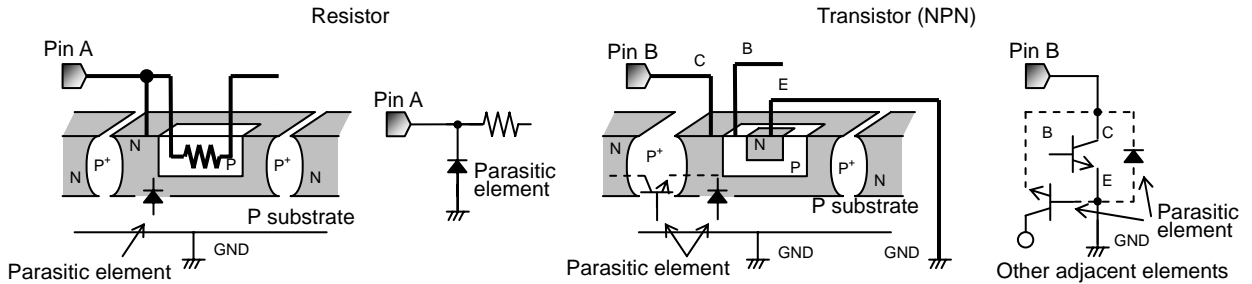 Resistor
Transistor (NPN)
Pin A
N
P+
N
P
P+
N
P substrate
GND
Parasitic element
Pin A
Parasitic
element
Pin B
C
B
E
N
P+
N
P
P+
N
P substrate
GND
GND
Parasitic element
Pin B
B
C
E
GND
Parasitic
element
Other adjacent elements